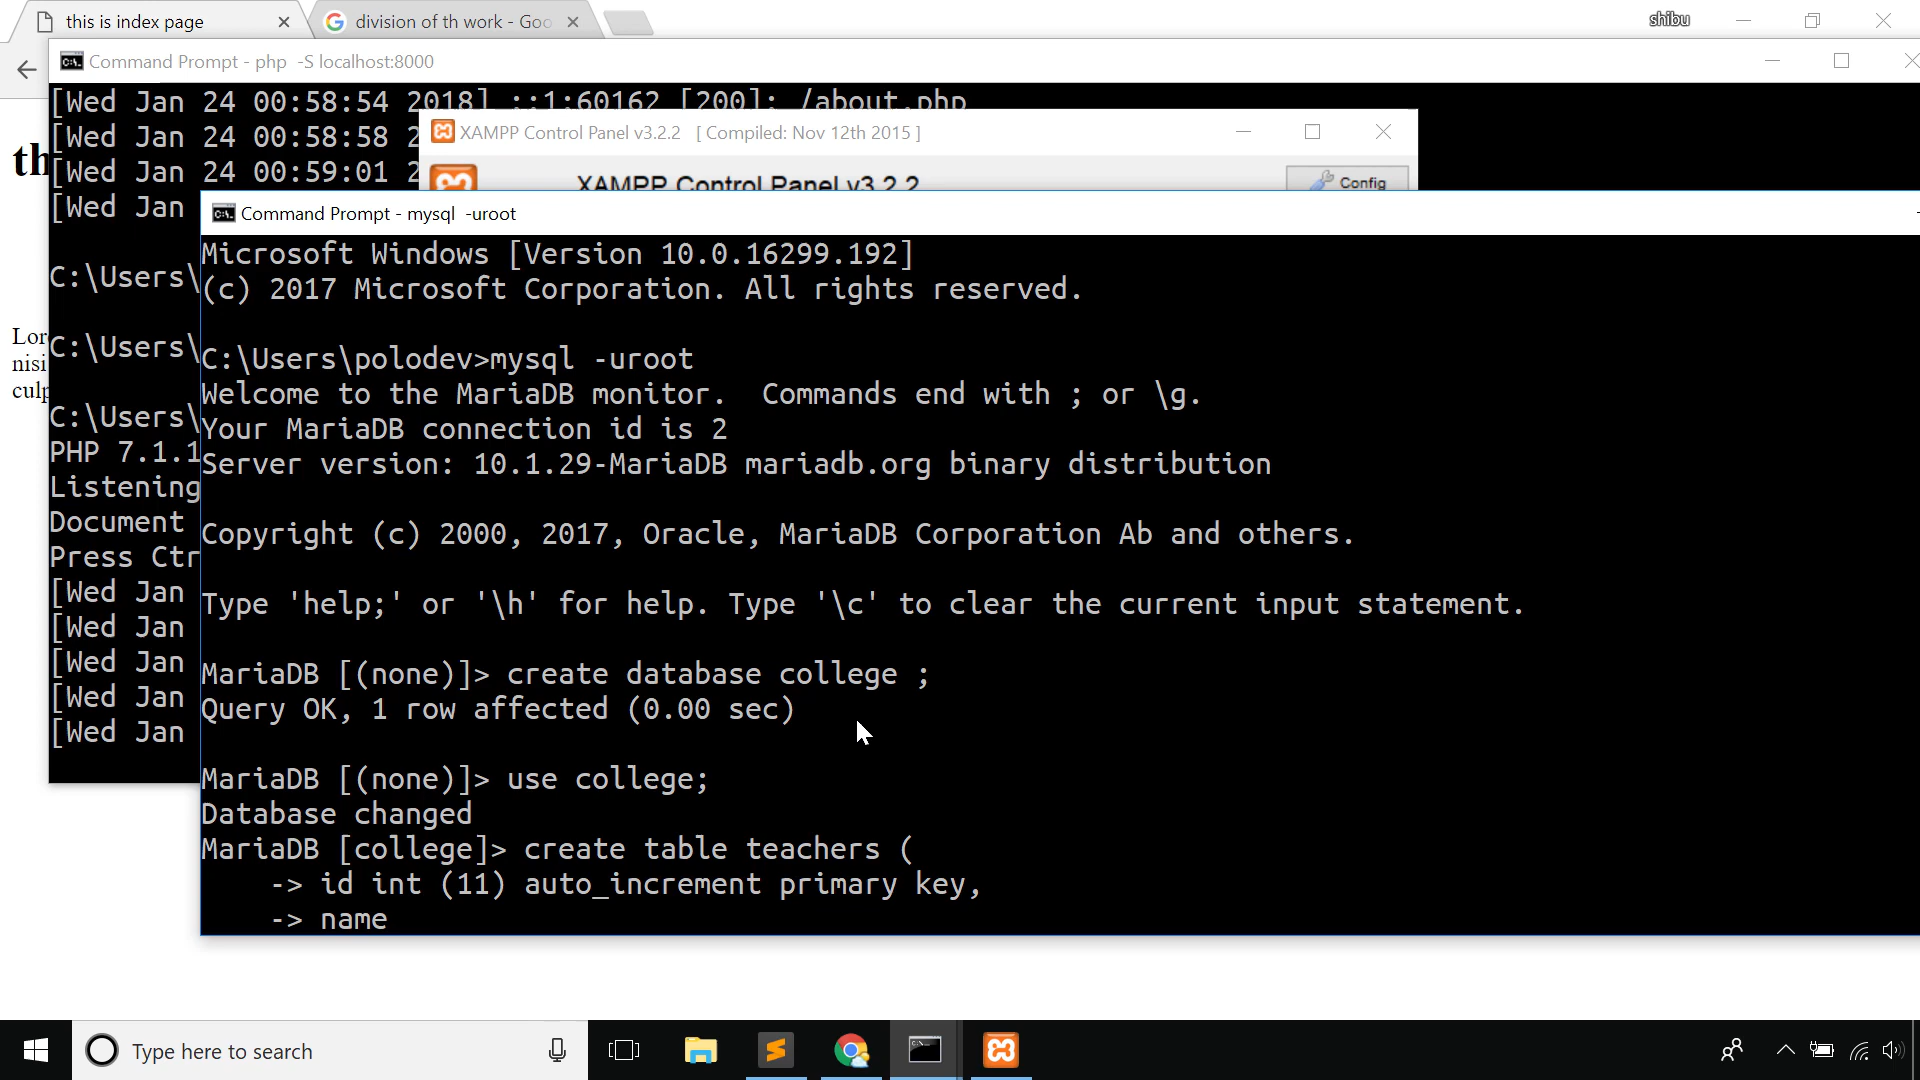 this is index page
division of th work - Goo
shibu
Command Prompt - php -S localhost:8000
[Wed Jan 24 00:58:54 2018] ::1:60162 [200]: /about.php
[Wed Jan 24 00:58:58 2
[Wed Jan 24 00:59:01 2
[Wed Jan
C:\Users\
C:\Users\
C:\Users\
PHP 7.1.1
Listening
Document
Press Ctr
[Wed Jan
[Wed Jan
[Wed Jan
[Wed Jan
[Wed Jan
th
Lor
nisi
culp
XAMPP Control Panel v3.2.2 [ Compiled: Nov 12th 2015 ]
XAMPP Control Panel v3.2.2
Config
Command Prompt - mysql -uroot
Microsoft Windows [Version 10.0.16299.192]
(c) 2017 Microsoft Corporation. All rights reserved.
C:\Users\polodev>mysql -uroot
Welcome to the MariaDB monitor.  Commands end with ; or \g.
Your MariaDB connection id is 2
Server version: 10.1.29-MariaDB mariadb.org binary distribution
Copyright (c) 2000, 2017, Oracle, MariaDB Corporation Ab and others.
Type 'help;' or '\h' for help. Type '\c' to clear the current input statement.
MariaDB [(none)]> create database college ;
Query OK, 1 row affected (0.00 sec)
MariaDB [(none)]> use college;
Database changed
MariaDB [college]> create table teachers (
    -> id int (11) auto_increment primary key,
    -> name
Type here to search